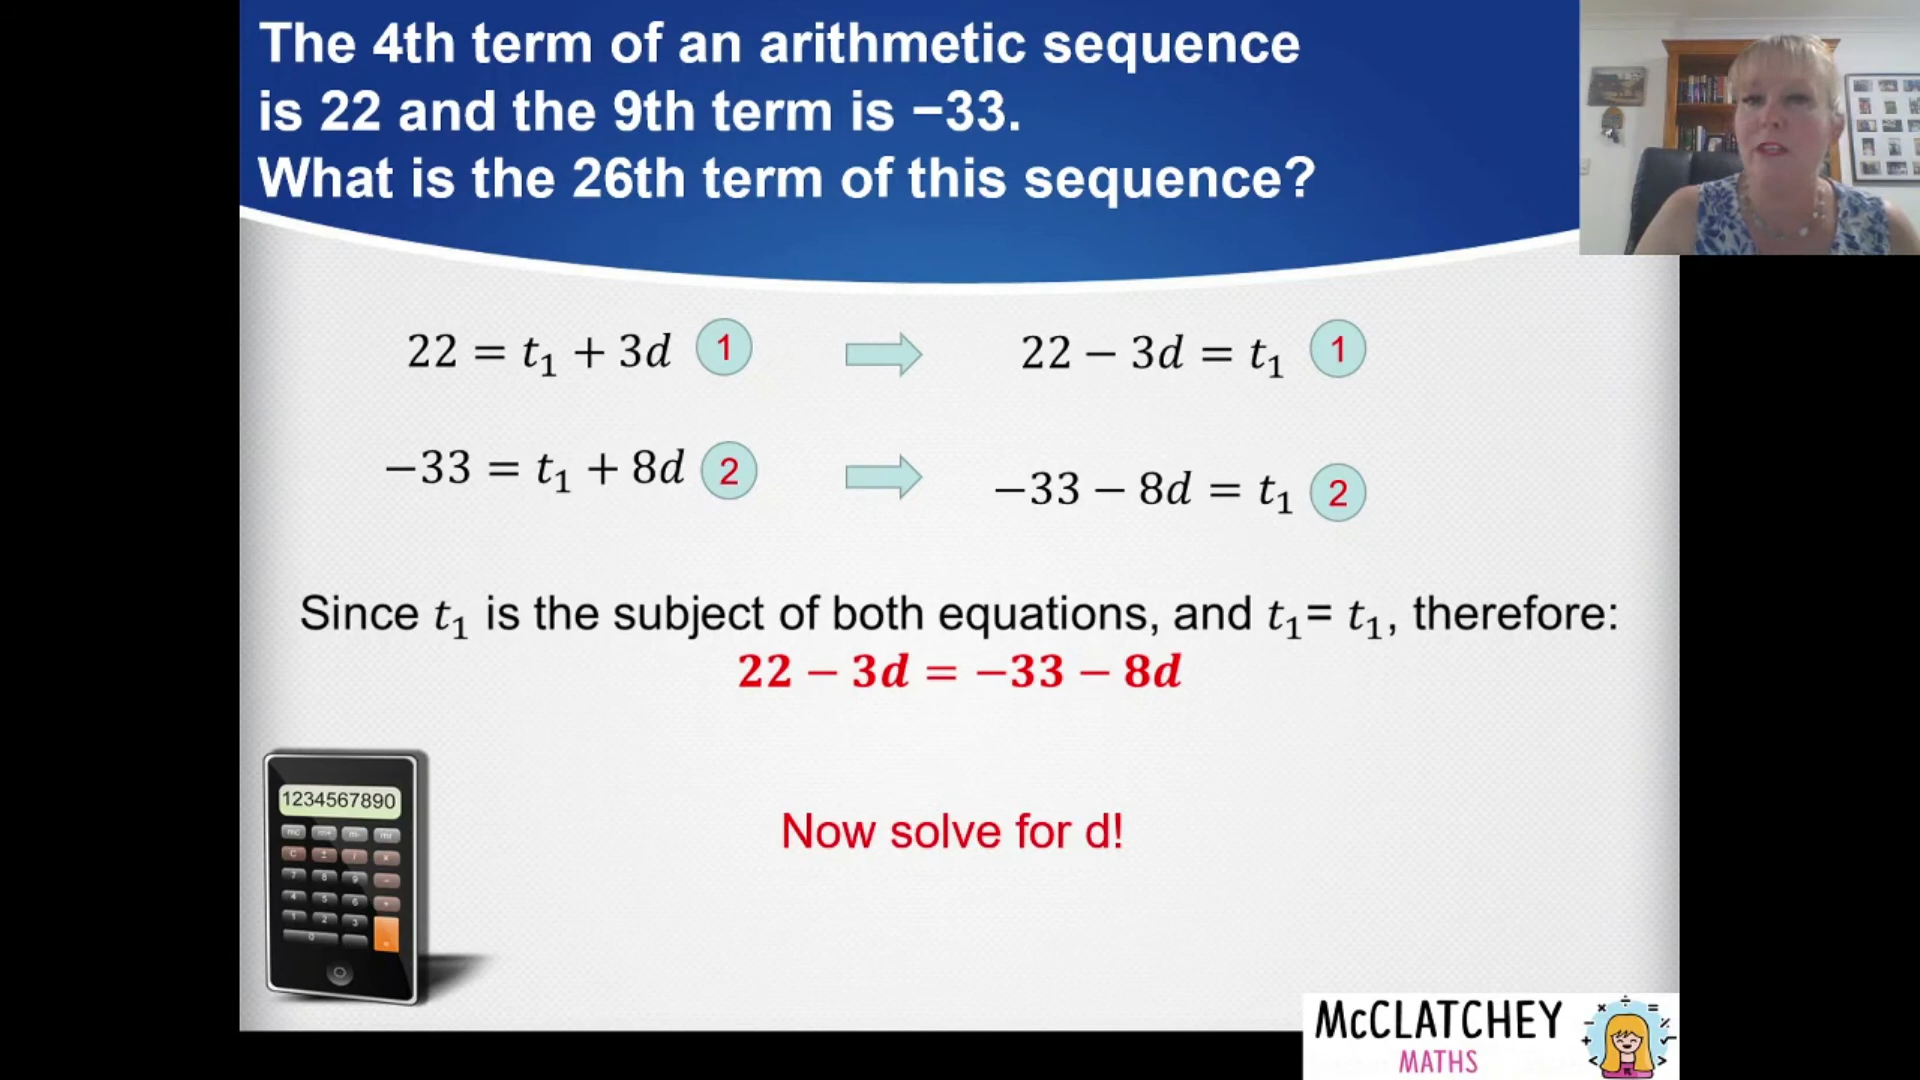 The 4th term of an arithmetic sequence
is 22 and the 9th term is −33.
What is the 26th term of this sequence?
22 = t₁ + 3d 1 22 − 3d = t₁ 1
−33 = t₁ + 8d 2 −33 − 8d = t₁ 2
Since t₁ is the subject of both equations, and t₁= t₁, therefore:
22 − 3d = −33 − 8d
1234567890
Now solve for d!
McCLATCHEY
MATHS